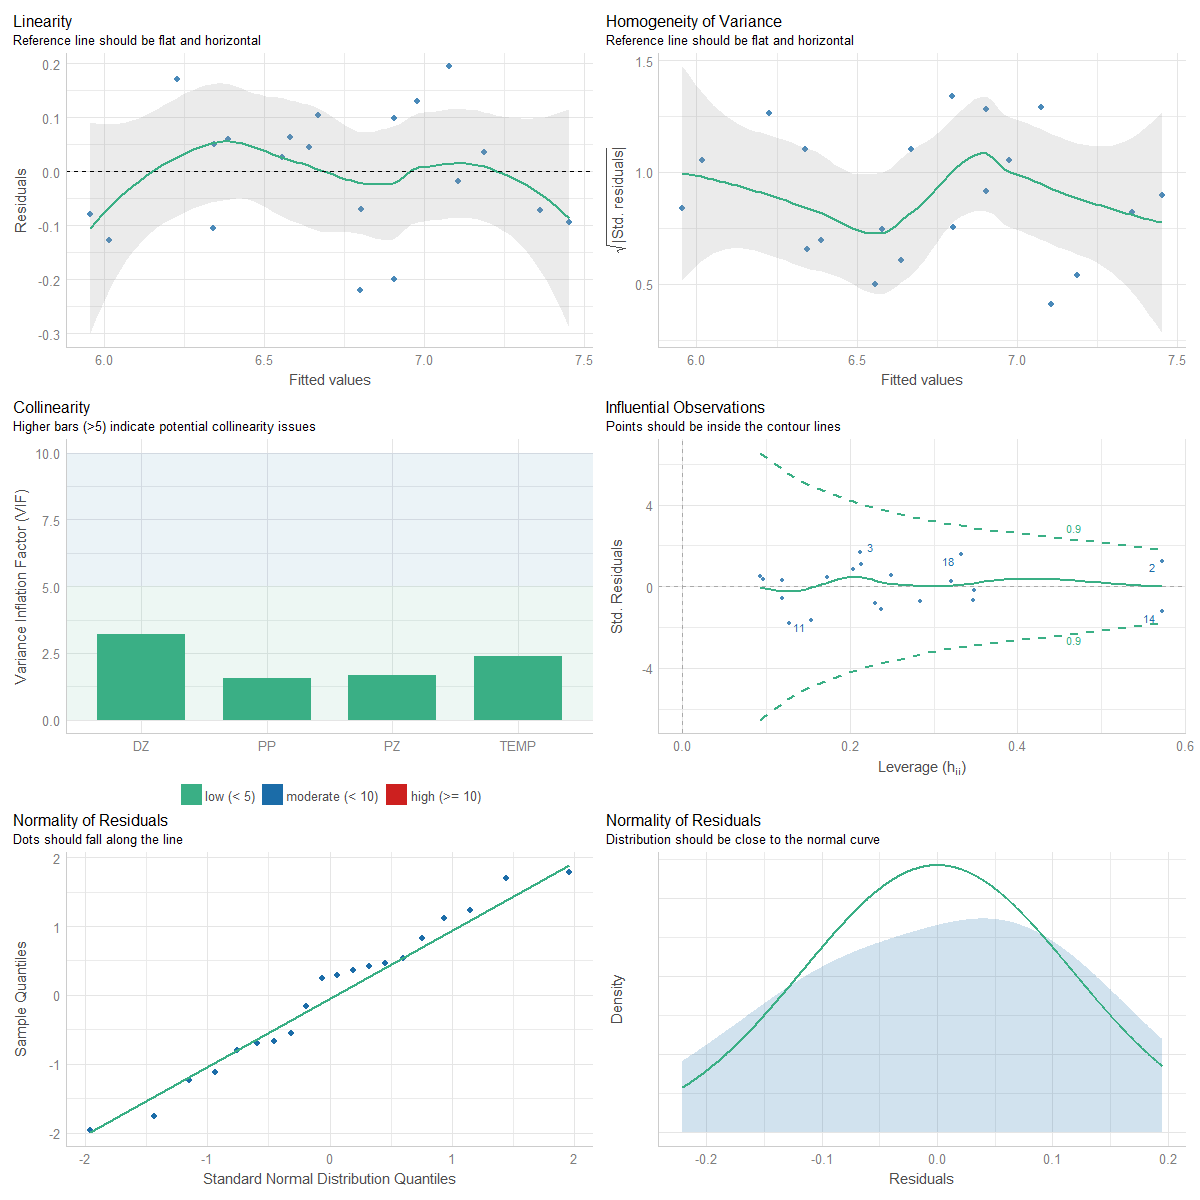 Linearity
Reference line should be flat and horizontal
0.2
0.1
0.0
-0.1
-0.2
-0.3
Residuals
6.0
6.5
7.0
7.5
Fitted values
Homogeneity of Variance
Reference line should be flat and horizontal
1.5
1.0
0.5
√|Std. residuals|
6.0
6.5
7.0
7.5
Fitted values
Collinearity
Higher bars (>5) indicate potential collinearity issues
10.0
7.5
5.0
2.5
0.0
Variance Inflation Factor (VIF)
DZ
PP
PZ
TEMP
low (< 5)
moderate (< 10)
high (>= 10)
Influential Observations
Points should be inside the contour lines
4
0
-4
Std. Residuals
0.9
3
18
2
11
14
0.9
0.0
0.2
0.4
0.6
Leverage (hii)
Normality of Residuals
Dots should fall along the line
2
1
0
-1
-2
Sample Quantiles
-2
-1
0
1
2
Standard Normal Distribution Quantiles
Normality of Residuals
Distribution should be close to the normal curve
Density
-0.2
-0.1
0.0
0.1
0.2
Residuals